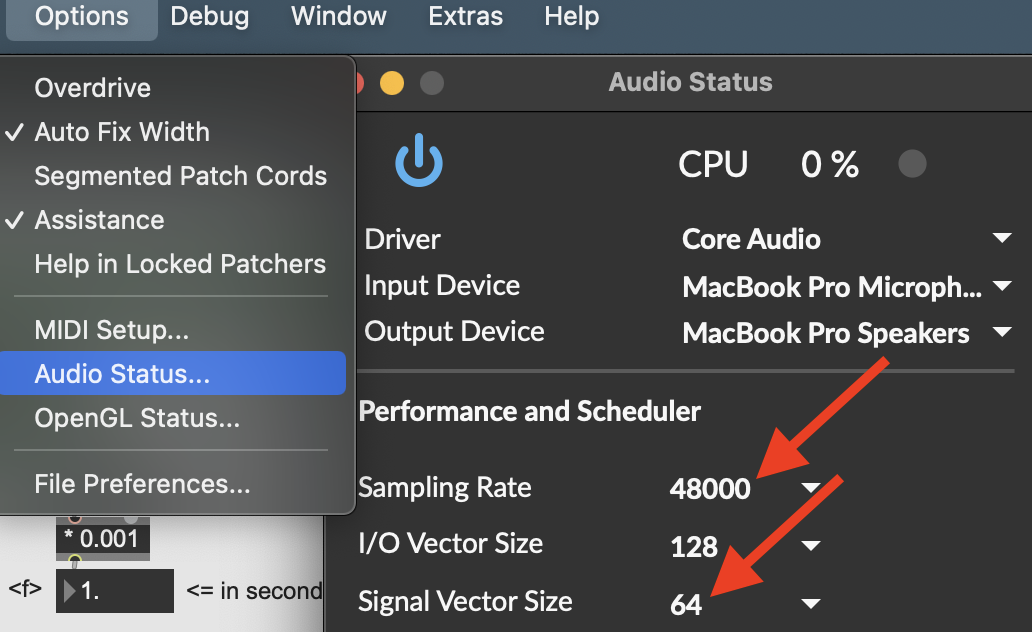 Options Debug Window Extras Help
Overdrive
Auto Fix Width
Segmented Patch Cords
Assistance
Help in Locked Patchers
MIDI Setup...
Audio Status...
OpenGL Status...
File Preferences...
* 0.001
<f> 1. <= in second
Audio Status
CPU 0 %
Driver Core Audio
Input Device MacBook Pro Microph...
Output Device MacBook Pro Speakers
Performance and Scheduler
Sampling Rate 48000
I/O Vector Size 128
Signal Vector Size 64